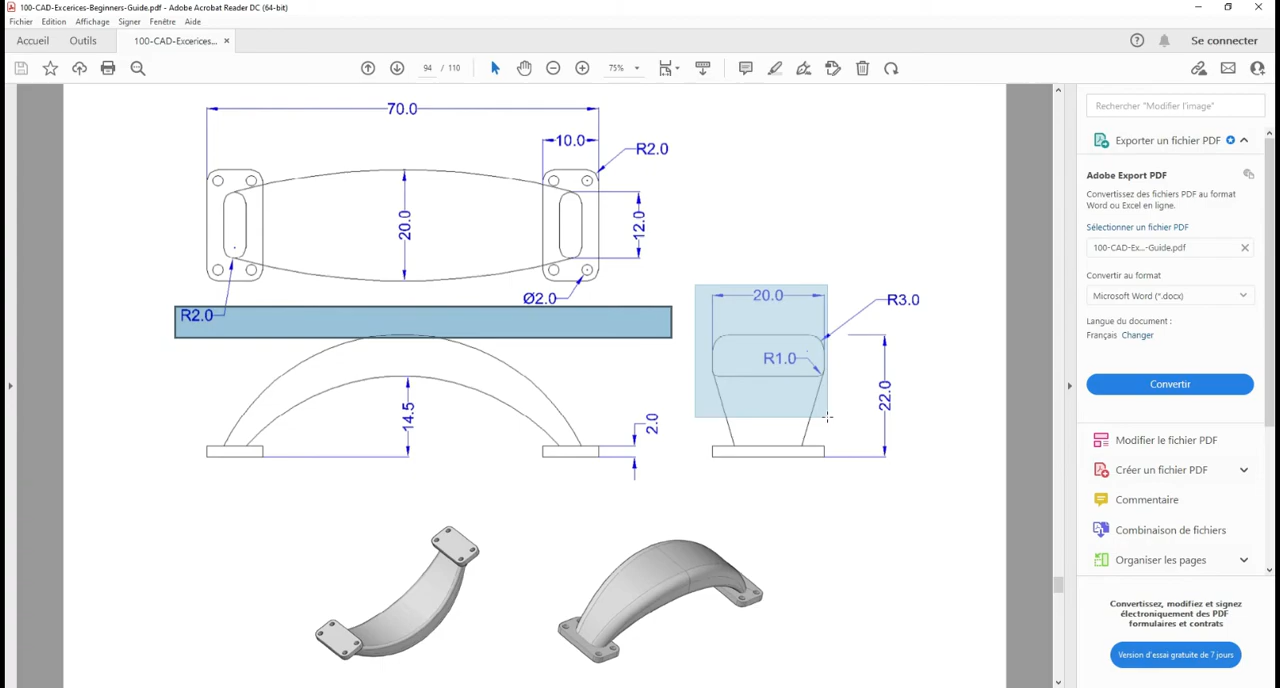 100-CAD-Excerices-Beginners-Guide.pdf - Adobe Acrobat Reader DC (64-bit)
Fichier Edition Affichage Signer Fenêtre Aide
Accueil Outils 100-CAD-Excerices... ×
Se connecter
94 / 110 75%
70.0
10.0
R2.0
20.0
12.0
Ø2.0
R2.0
14.5
2.0
20.0
R3.0
R1.0
22.0
Rechercher "Modifier l'image"
Exporter un fichier PDF
Adobe Export PDF
Convertissez des fichiers PDF au format
Word ou Excel en ligne.
Sélectionner un fichier PDF
100-CAD-Ex...-Guide.pdf
Convertir au format
Microsoft Word (*.docx)
Langue du document :
Français Changer
Convertir
Modifier le fichier PDF
Créer un fichier PDF
Commentaire
Combinaison de fichiers
Organiser les pages
Convertissez, modifiez et signez
électroniquement des PDF
formulaires et contrats
Version d'essai gratuite de 7 jours